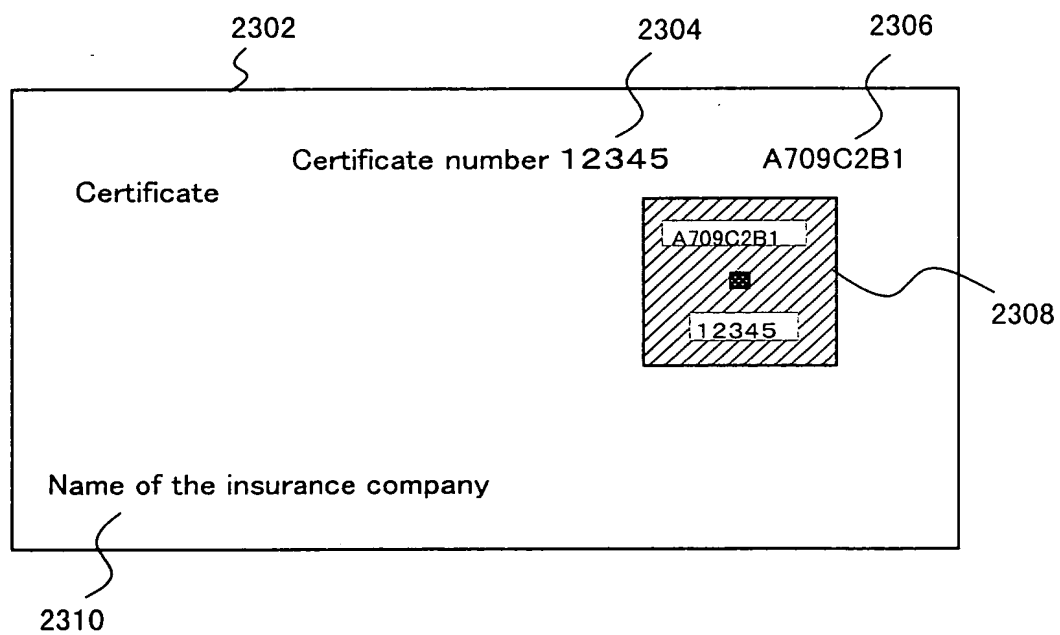 2302
2304
2306
Certificate number 12345
A709C2B1
Certificate
A709C2B1
12345
2308
Name of the insurance company
2310